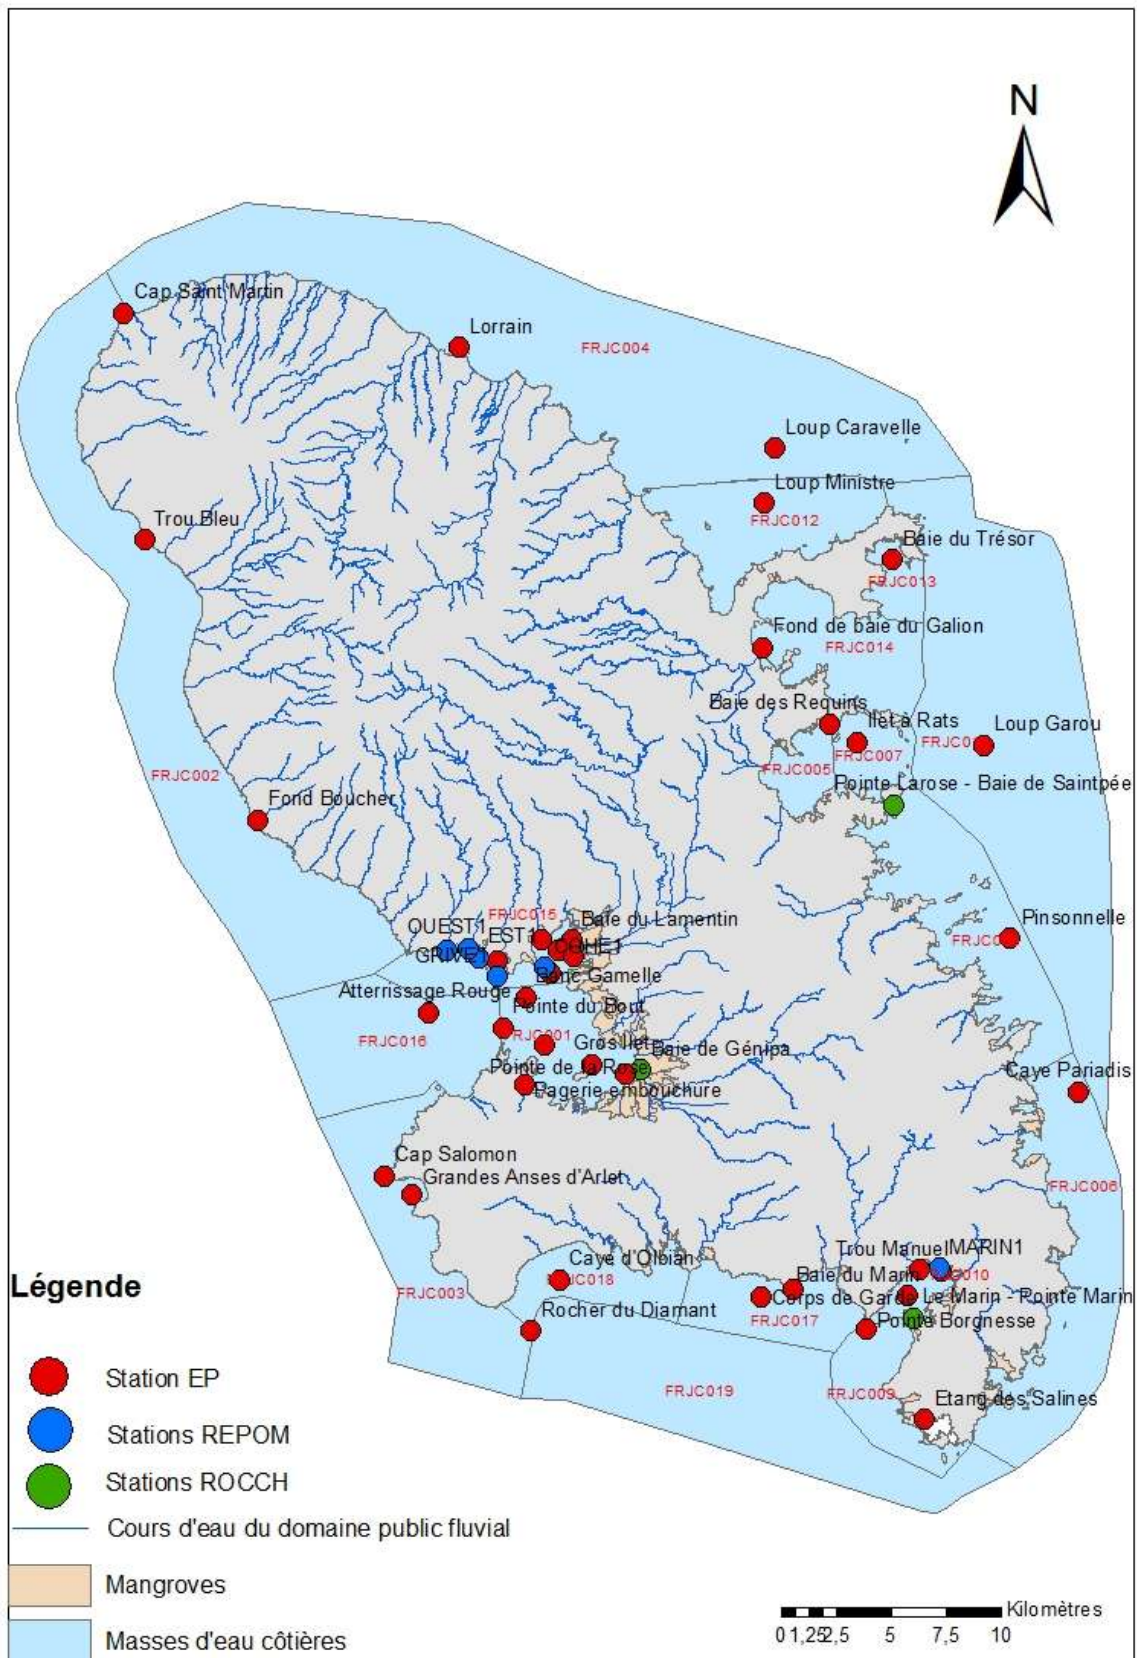 N
Cap Saint Martin
Lorrain
FRJC004
Loup Caravelle
Loup Ministre
FRJC012
Trou Bleu
Baie du Trésor
FRJC013
Fond de baie du Galion
FRJC014
Baie des Requins
Ilet à Rats
Loup Garou
FRJC007
FRJC005
FRJC002
Pointe Larose - Baie de Saintpée
Fond Boucher
FRJC015
Baie du Lamentin
Pinsonnelle
OUEST1
EST1
COHE1
GRIVE1
Banc Gamelle
Atterrissage Rouge
Pointe du Bout
FRJC016
Gros Ilet
Baie de Génipa
Caye Pariadis
Pointe de la Rose
Pagerie embouchure
Cap Salomon
Grandes Anses d'Arlet
FRJC006
Trou Manuel
MARIN1
Caye d'Olbian
Baie du Marin
Légende
FRJC003
Corps de Garde
Le Marin - Pointe Marin
Rocher du Diamant
FRJC017
Pointe Borgnesse
FRJC019
FRJC009
Etang des Salines
Station EP
Stations REPOM
Stations ROCCH
Cours d'eau du domaine public fluvial
Mangroves
Masses d'eau côtières
Kilomètres
0 1,25 2,5 5 7,5 10